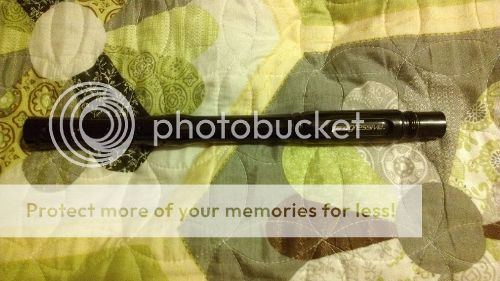 photobucket
Protect more of your memories for less!